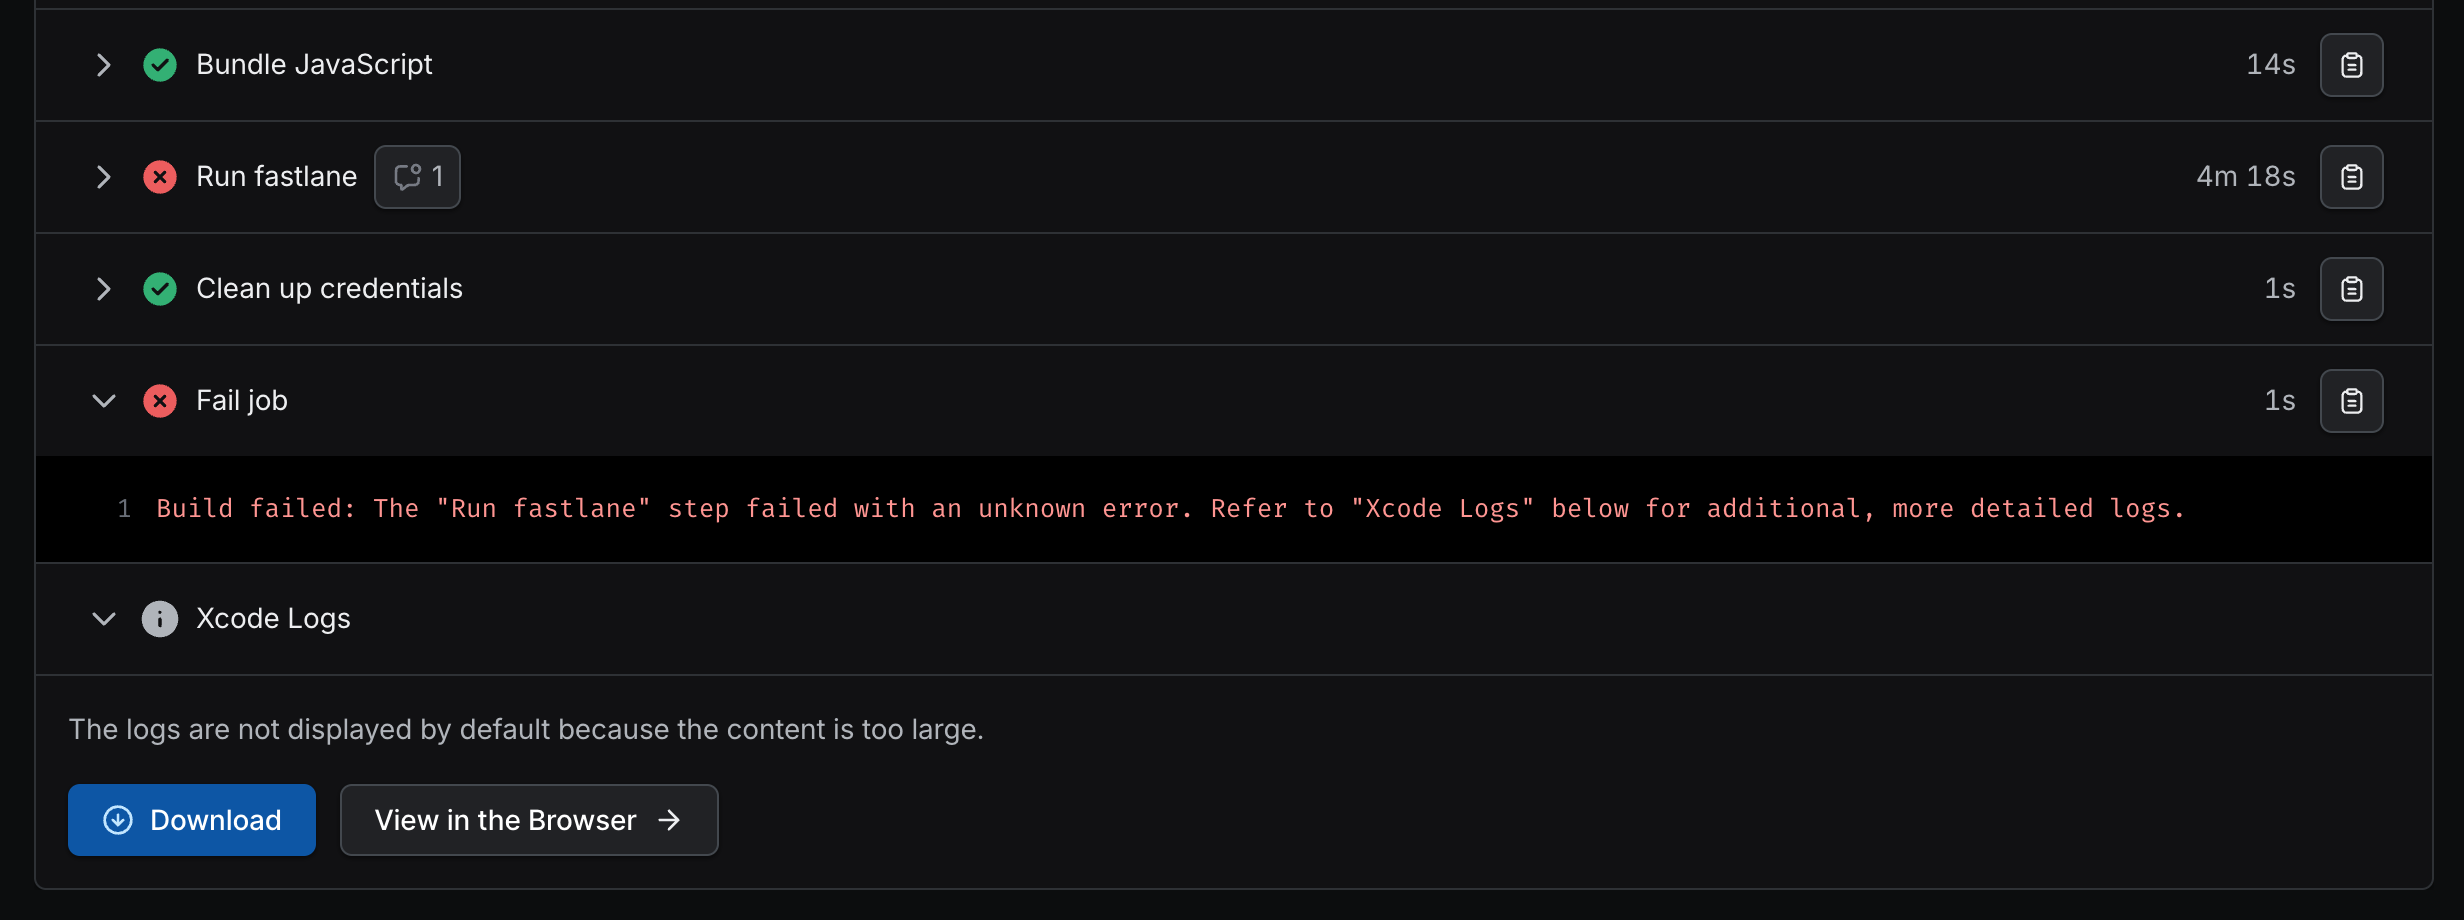 Bundle JavaScript 14s
Run fastlane 1 4m 18s
Clean up credentials 1s
Fail job 1s
1 Build failed: The "Run fastlane" step failed with an unknown error. Refer to "Xcode Logs" below for additional, more detailed logs.
Xcode Logs
The logs are not displayed by default because the content is too large.
Download View in the Browser